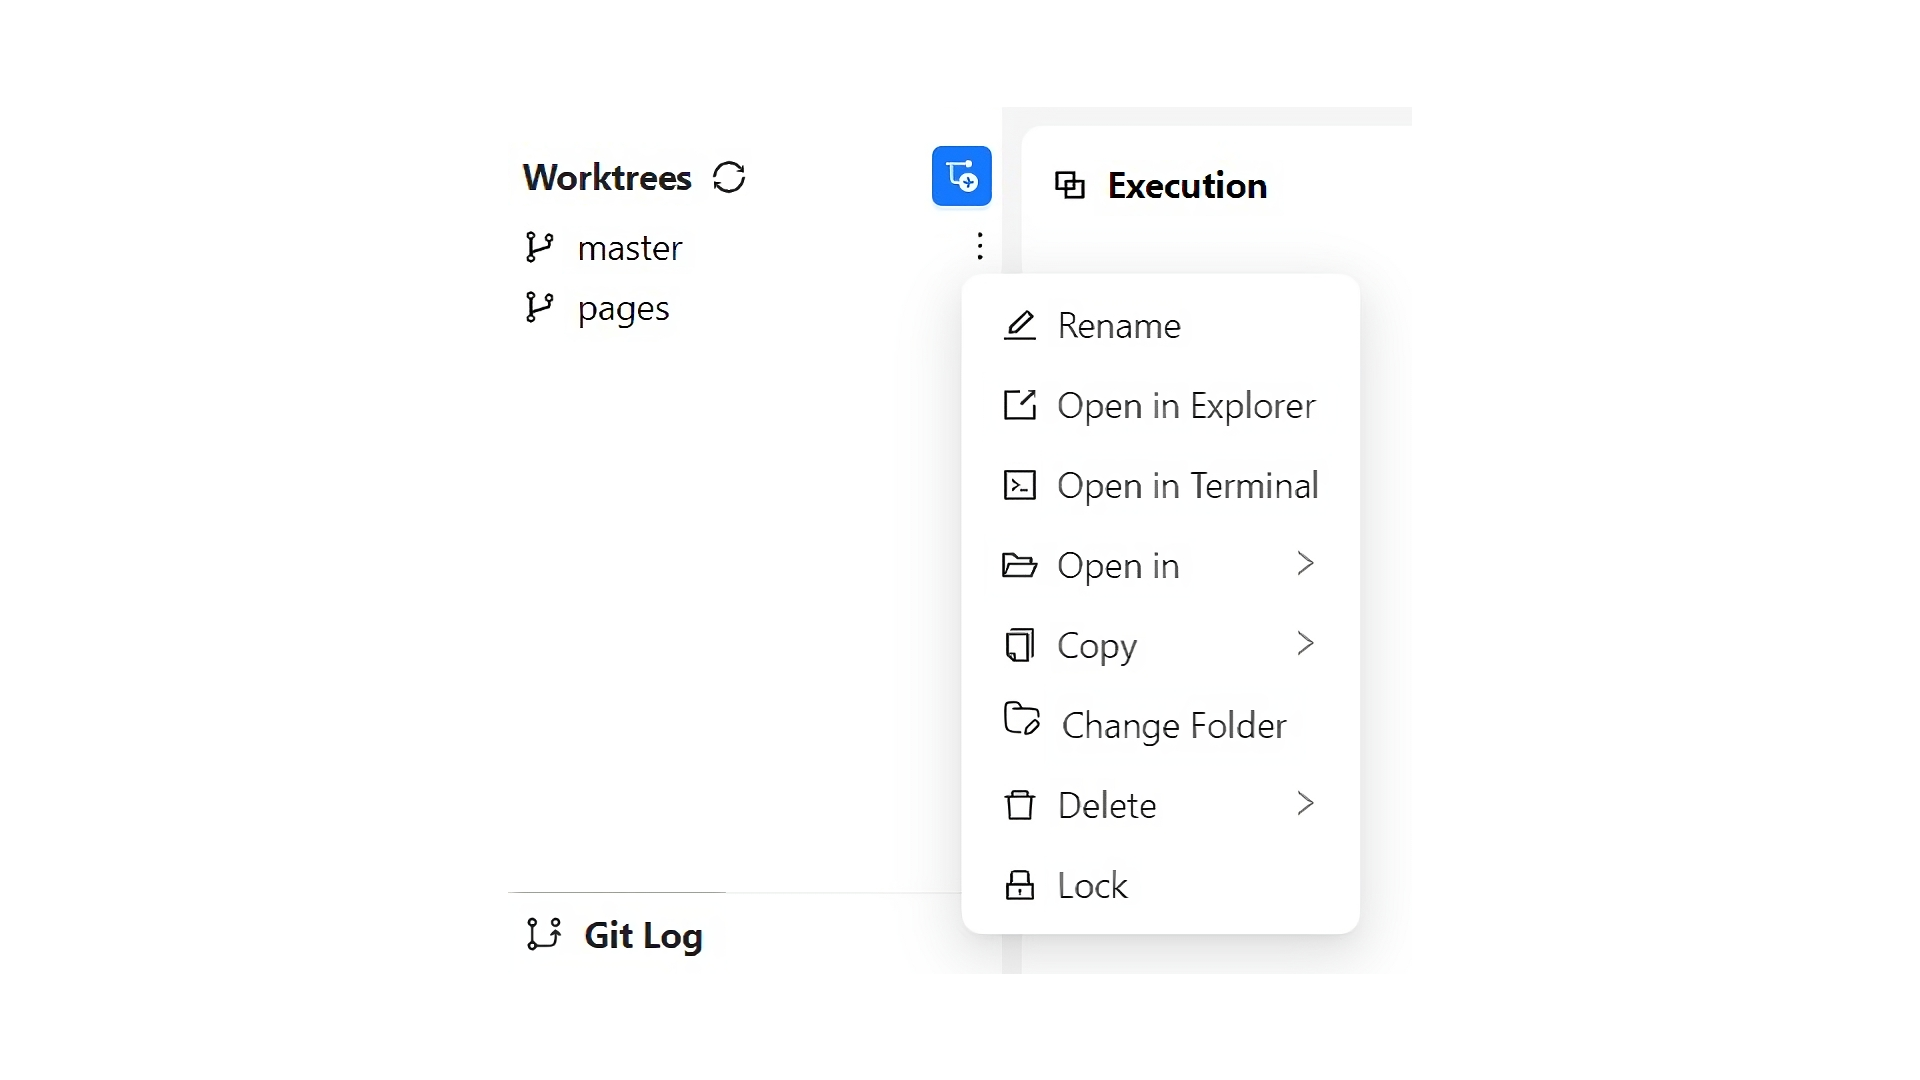 Worktrees
master
pages
Git Log
Execution
Rename
Open in Explorer
Open in Terminal
Open in
Copy
Change Folder
Delete
Lock